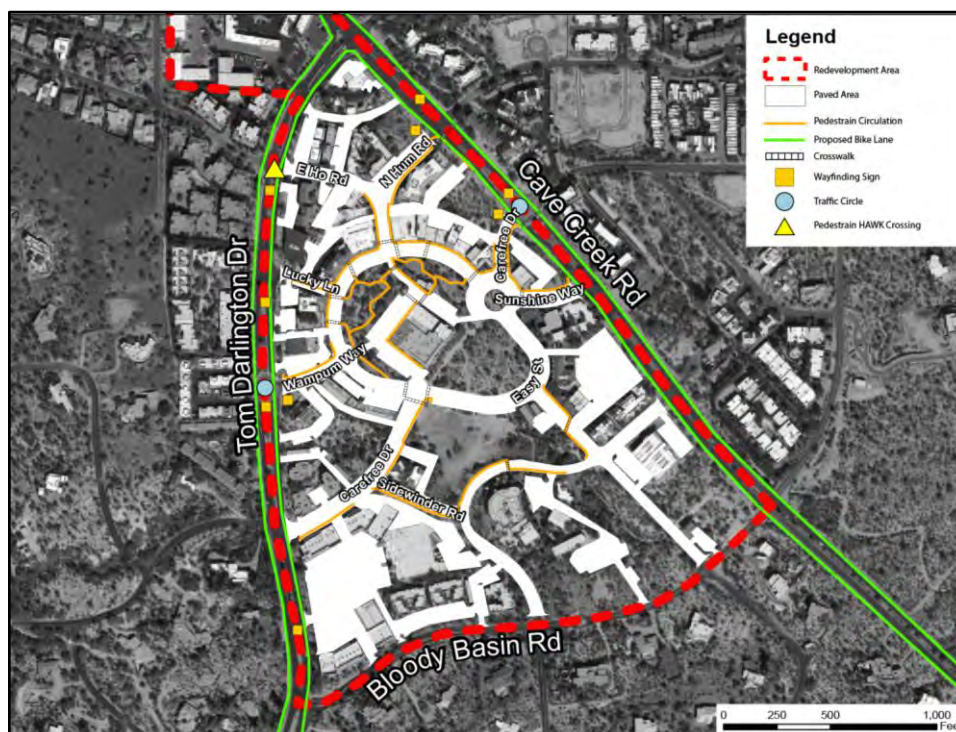 Legend
Redevelopment Area
Paved Area
Pedestrain Circulation
Proposed Bike Lane
Crosswalk
Wayfinding Sign
Traffic Circle
Pedestrain HAWK Crossing
N Hum Rd
E Ho Rd
Cave Creek Rd
Carefree Dr
Lucky Ln
Sunshine Way
Tom Darlington Dr
Wampum Way
Easy St
Carefree Dr
Sidewinder Rd
Bloody Basin Rd
0 250 500 1,000
Fee